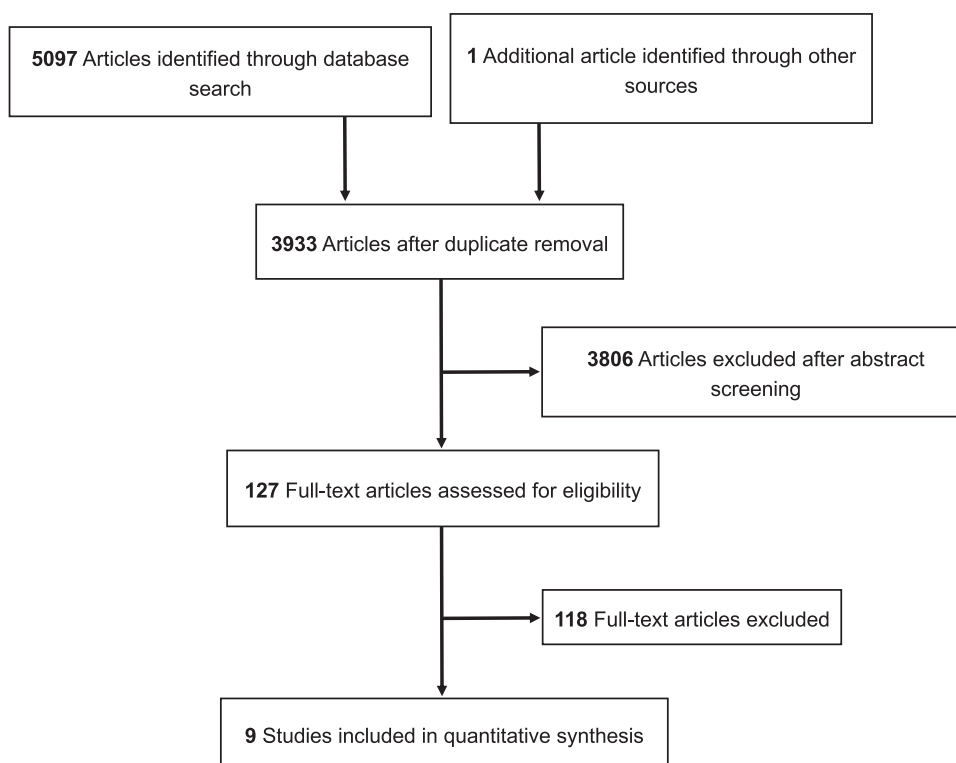 5097 Articles identified through database
search
1 Additional article identified through other
sources
3933 Articles after duplicate removal
3806 Articles excluded after abstract
screening
127 Full-text articles assessed for eligibility
118 Full-text articles excluded
9 Studies included in quantitative synthesis